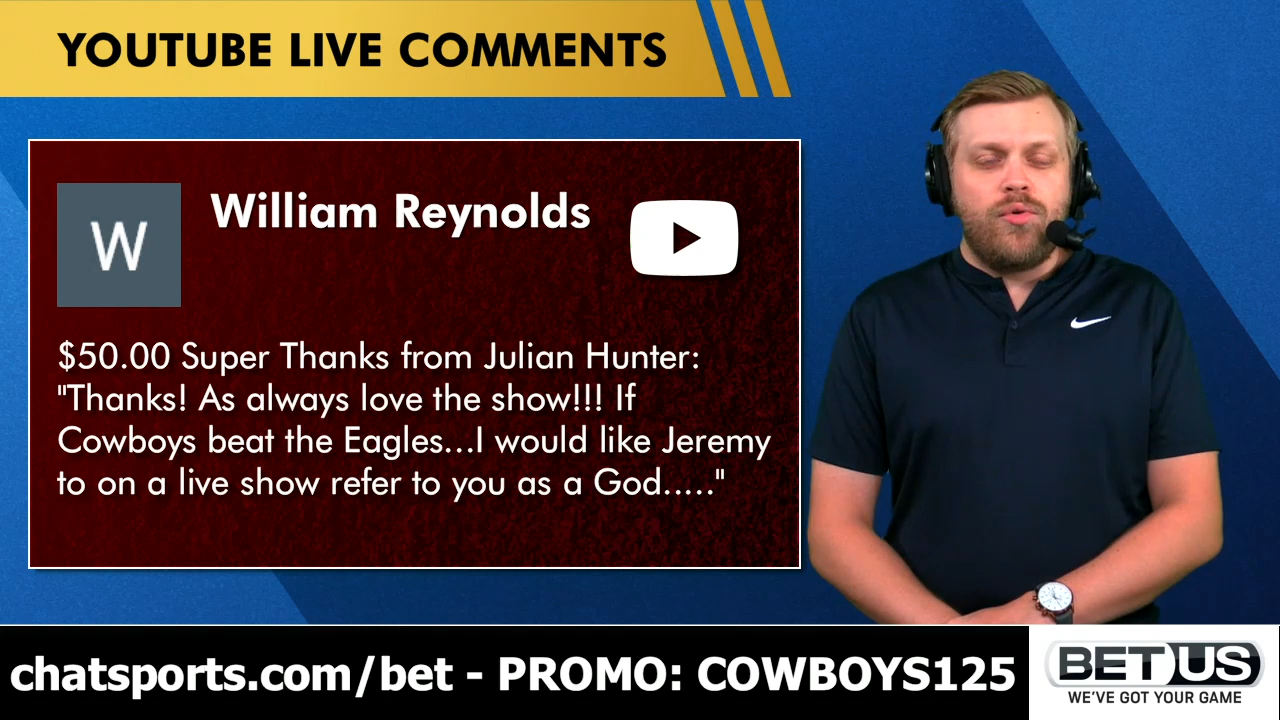 YOUTUBE LIVE COMMENTS
W
William Reynolds
$50.00 Super Thanks from Julian Hunter:
"Thanks! As always love the show!!! If
Cowboys beat the Eagles...I would like Jeremy
to on a live show refer to you as a God....."
chatsports.com/bet - PROMO: COWBOYS125
BETUS
WE'VE GOT YOUR GAME